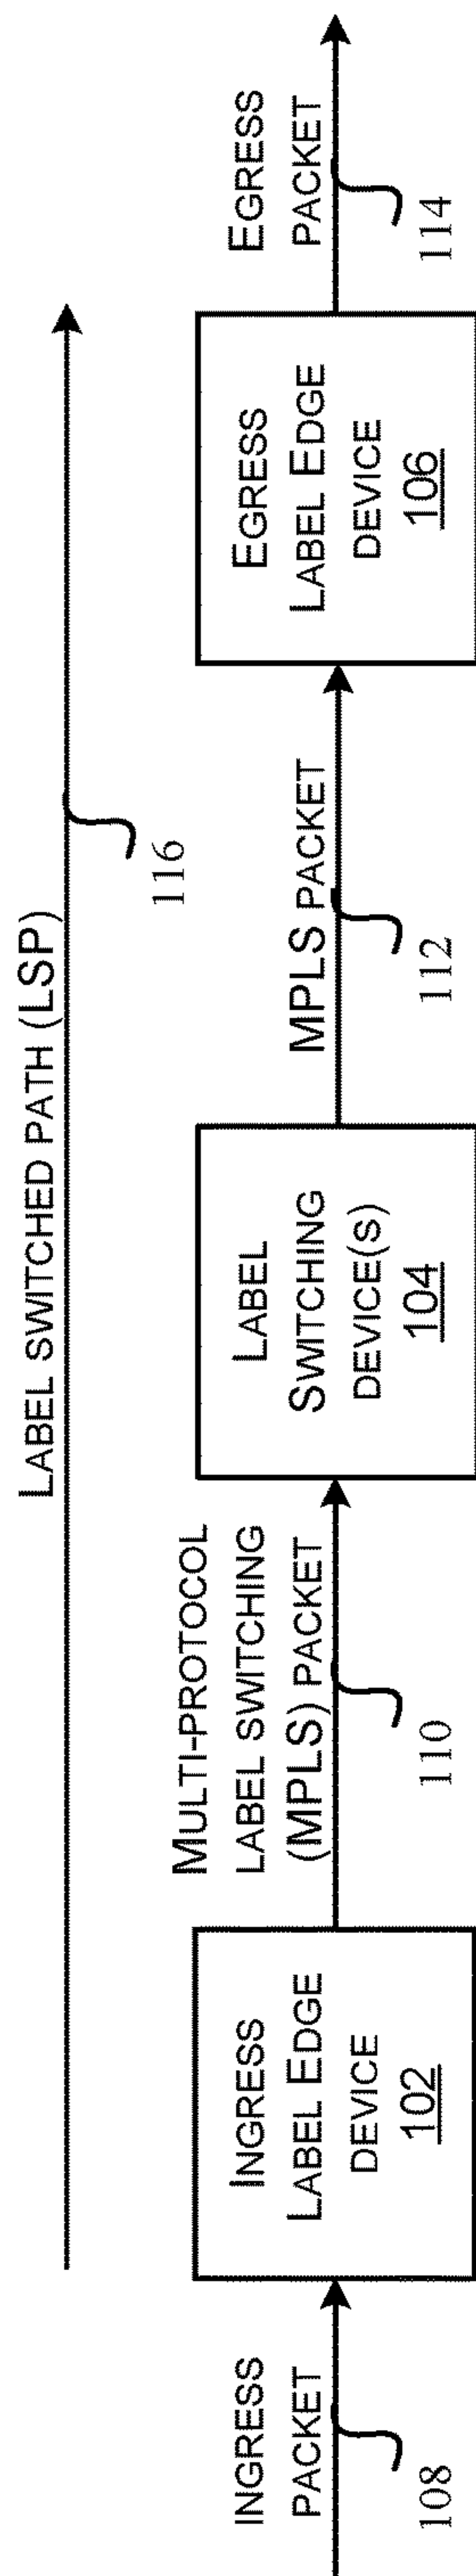 LABEL SWITCHED PATH (LSP)
116
INGRESS
PACKET
108
INGRESS
LABEL EDGE
DEVICE
102
MULTI-PROTOCOL
LABEL SWITCHING
(MPLS) PACKET
110
LABEL
SWITCHING
DEVICE(S)
104
MPLS PACKET
112
EGRESS
LABEL EDGE
DEVICE
106
EGRESS
PACKET
114